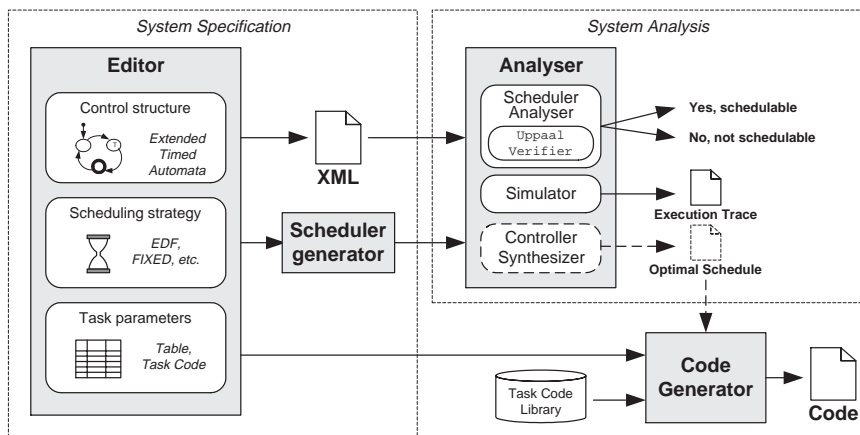 System Specification
System Analysis
Editor
Control structure
T
Extended
Timed
Automata
Scheduling strategy
EDF,
FIXED, etc.
Task parameters
Table,
Task Code
XML
Scheduler
generator
Analyser
Scheduler
Analyser
Uppaal
Verifier
Simulator
Controller
Synthesizer
Yes, schedulable
No, not schedulable
Execution Trace
Optimal Schedule
Task Code
Library
Code
Generator
Code